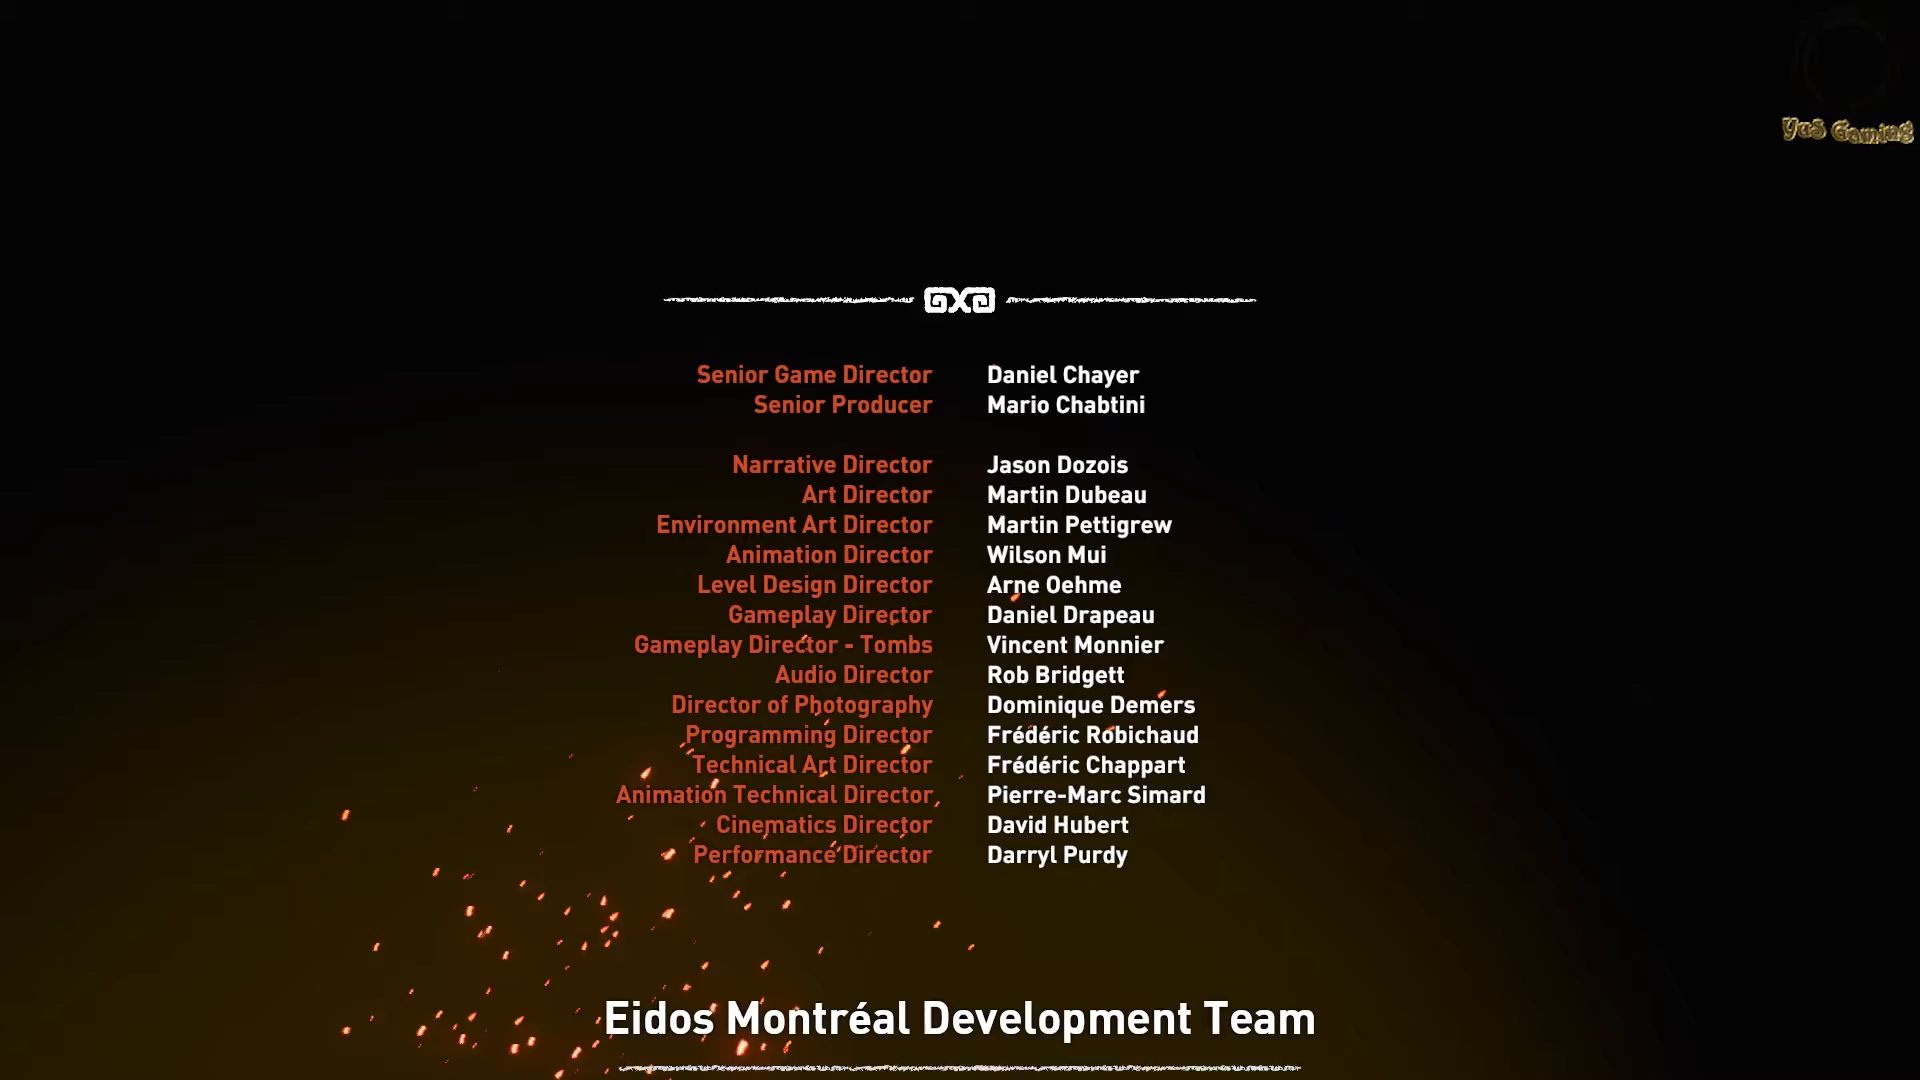 YuS Gaming
Senior Game Director Daniel Chayer
Senior Producer Mario Chabtini
Narrative Director Jason Dozois
Art Director Martin Dubeau
Environment Art Director Martin Pettigrew
Animation Director Wilson Mui
Level Design Director Arne Oehme
Gameplay Director Daniel Drapeau
Gameplay Director - Tombs Vincent Monnier
Audio Director Rob Bridgett
Director of Photography Dominique Demers
Programming Director Frédéric Robichaud
Technical Art Director Frédéric Chappart
Animation Technical Director Pierre-Marc Simard
Cinematics Director David Hubert
Performance Director Darryl Purdy
Eidos Montréal Development Team